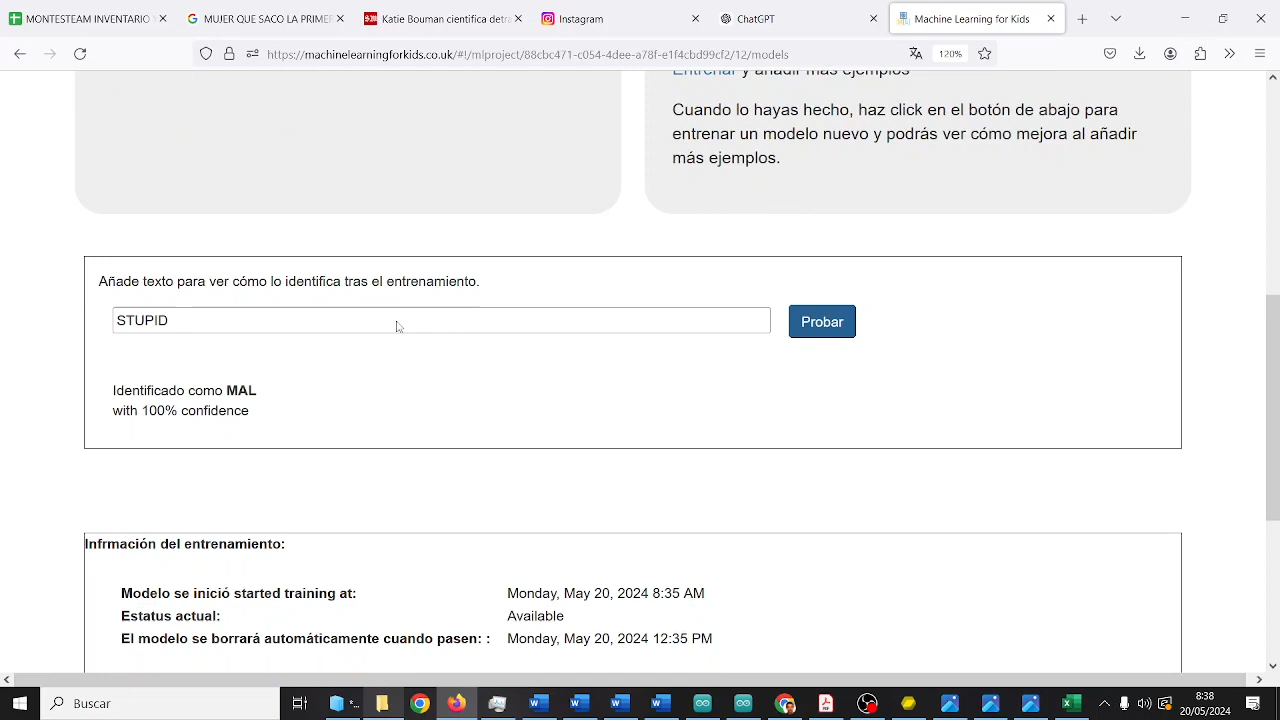 MONTESTEAM INVENTARIO
MUJER QUE SACO LA PRIMER
Katie Bouman, científica detr
Instagram
ChatGPT
Machine Learning for Kids
https://machinelearningforkids.co.uk/#!/mlproject/88cbc471-c054-4dee-a78f-e1f4cbd99cf2/12/models
120%
Entrenar y añadir más ejemplos
Cuando lo hayas hecho, haz click en el botón de abajo para
entrenar un modelo nuevo y podrás ver cómo mejora al añadir
más ejemplos.
Añade texto para ver cómo lo identifica tras el entrenamiento.
STUPID
Probar
Identificado como MAL
with 100% confidence
Infrmación del entrenamiento:
Modelo se inició started training at: Monday, May 20, 2024 8:35 AM
Estatus actual: Available
El modelo se borrará automáticamente cuando pasen: : Monday, May 20, 2024 12:35 PM
Buscar
8:38
20/05/2024